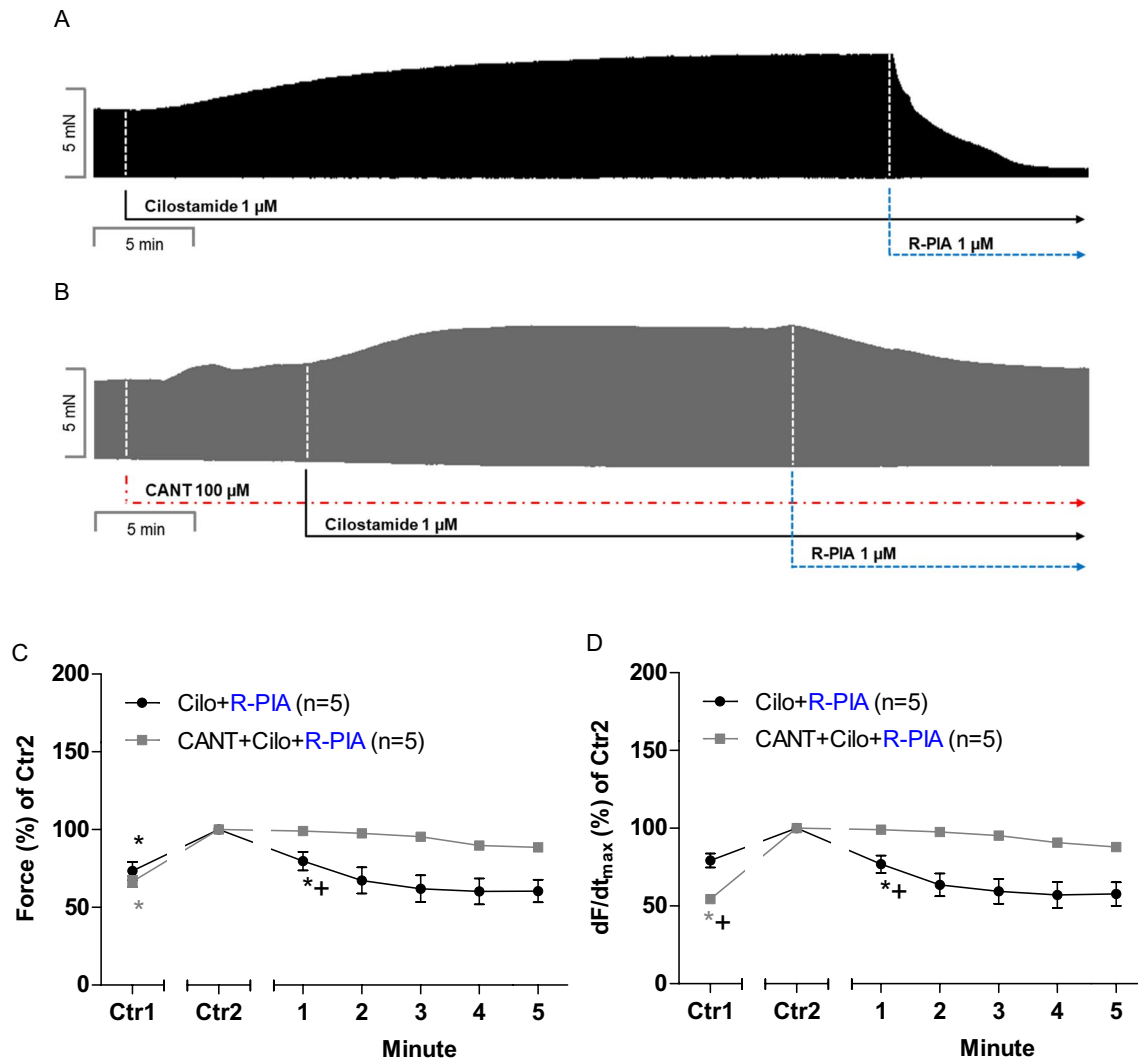 A
5 mN
Cilostamide 1 µM
5 min
R-PIA 1 µM
B
5 mN
CANT 100 µM
5 min
Cilostamide 1 µM
R-PIA 1 µM
C
Force (%) of Ctr2
200
150
100
50
0
Cilo+R-PIA (n=5)
CANT+Cilo+R-PIA (n=5)
*
*
*+
Ctr1 Ctr2 1 2 3 4 5
Minute
D
dF/dtmax (%) of Ctr2
200
150
100
50
0
Cilo+R-PIA (n=5)
CANT+Cilo+R-PIA (n=5)
*+
*+
Ctr1 Ctr2 1 2 3 4 5
Minute